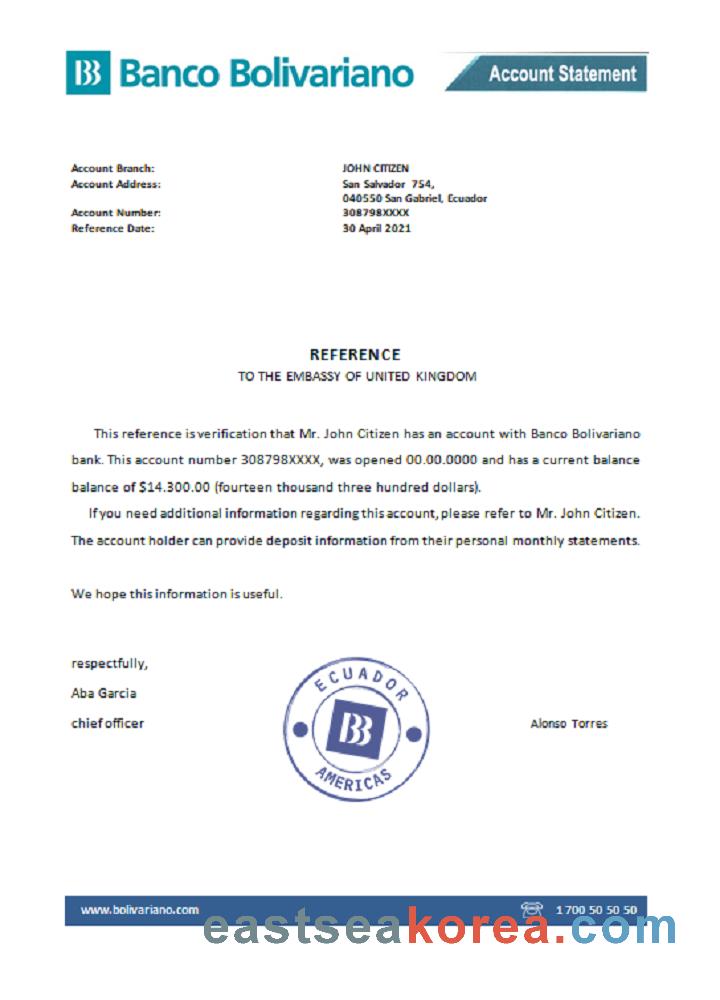 BB Banco Bolivariano
Account Statement
Account Branch: JOHN CITIZEN
Account Address: San Salvador 754,
040550 San Gabriel, Ecuador
Account Number: 308798XXXX
Reference Date: 30 April 2021
REFERENCE
TO THE EMBASSY OF UNITED KINGDOM
This reference is verification that Mr. John Citizen has an account with Banco Bolivariano
bank. This account number 308798XXXX, was opened 00.00.0000 and has a current balance
balance of $14.300.00 (fourteen thousand three hundred dollars).
If you need additional information regarding this account, please refer to Mr. John Citizen.
The account holder can provide deposit information from their personal monthly statements.
We hope this information is useful.
respectfully,
Aba Garcia
chief officer
ECUADOR
BB
AMERICAS
Alonso Torres
www.bolivariano.com 1 700 50 50 50
eastseakorea.com